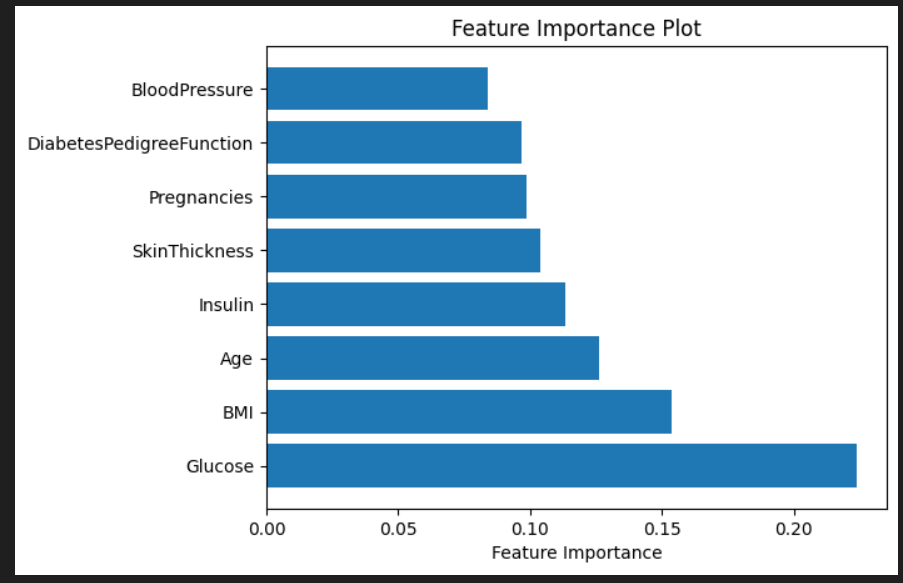 Feature Importance Plot
BloodPressure
DiabetesPedigreeFunction
Pregnancies
SkinThickness
Insulin
Age
BMI
Glucose
0.00 0.05 0.10 0.15 0.20
Feature Importance